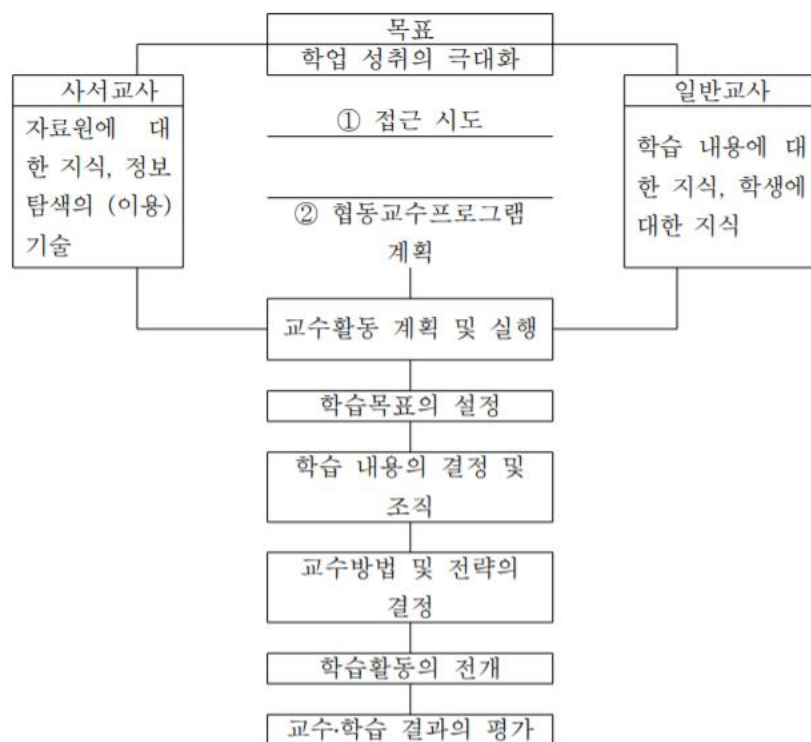 목표
학업 성취의 극대화
사서교사
자료원에 대
한 지식, 정보
탐색의 (이용)
기술
① 접근 시도
② 협동교수프로그램
계획
일반교사
학습 내용에 대
한 지식, 학생에
대한 지식
교수활동 계획 및 실행
학습목표의 설정
학습 내용의 결정 및
조직
교수방법 및 전략의
결정
학습활동의 전개
교수·학습 결과의 평가